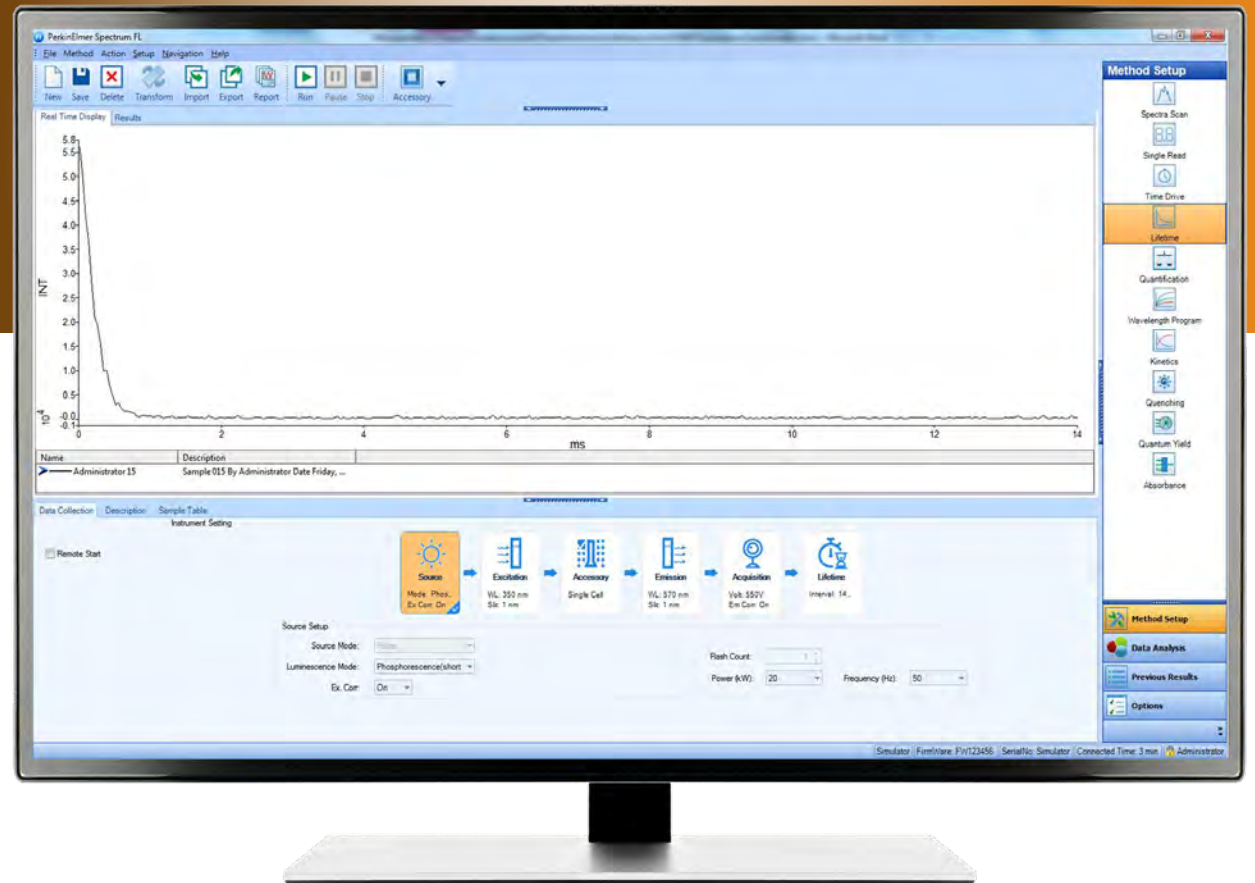 PerkinElmer Spectrum FL
File Method Action Setup Navigation Help
New Save Delete Transform Import Export Report Run Pause Stop Accessory
Real Time Display Results
5.8
5.5
5.0
4.5
4.0
3.5
3.0
2.5
2.0
1.5
1.0
0.5
-0.0
-0.1
INT
10^4
0 2 4 6 8 10 12 14
ms
Name Description
Administrator 15 Sample 015 By Administrator Date Friday, ...
Data Collection Description Sample Table
Instrument Setting
Remote Start
Source Excitation Accessory Emission Acquisition Lifetime
Mode: Phos.. WL: 350 nm Single Cell WL: 570 nm Volt: 550V Interval: 14...
Ex Corr: On Slit: 1 nm Slit: 1 nm Em Corr: On
Source Setup
Source Mode:
Luminescence Mode: Phosphorescence(short
Ex. Corr: On
Flash Count: 1
Power (kW): 20 Frequency (Hz): 50
Method Setup
Spectra Scan
Single Read
Time Drive
Lifetime
Quantification
Wavelength Program
Kinetics
Quenching
Quantum Yield
Absorbance
Method Setup
Data Analysis
Previous Results
Options
Simulator FirmWare: FW123456 SerialNo: Simulator Connected Time: 3 min Administrator